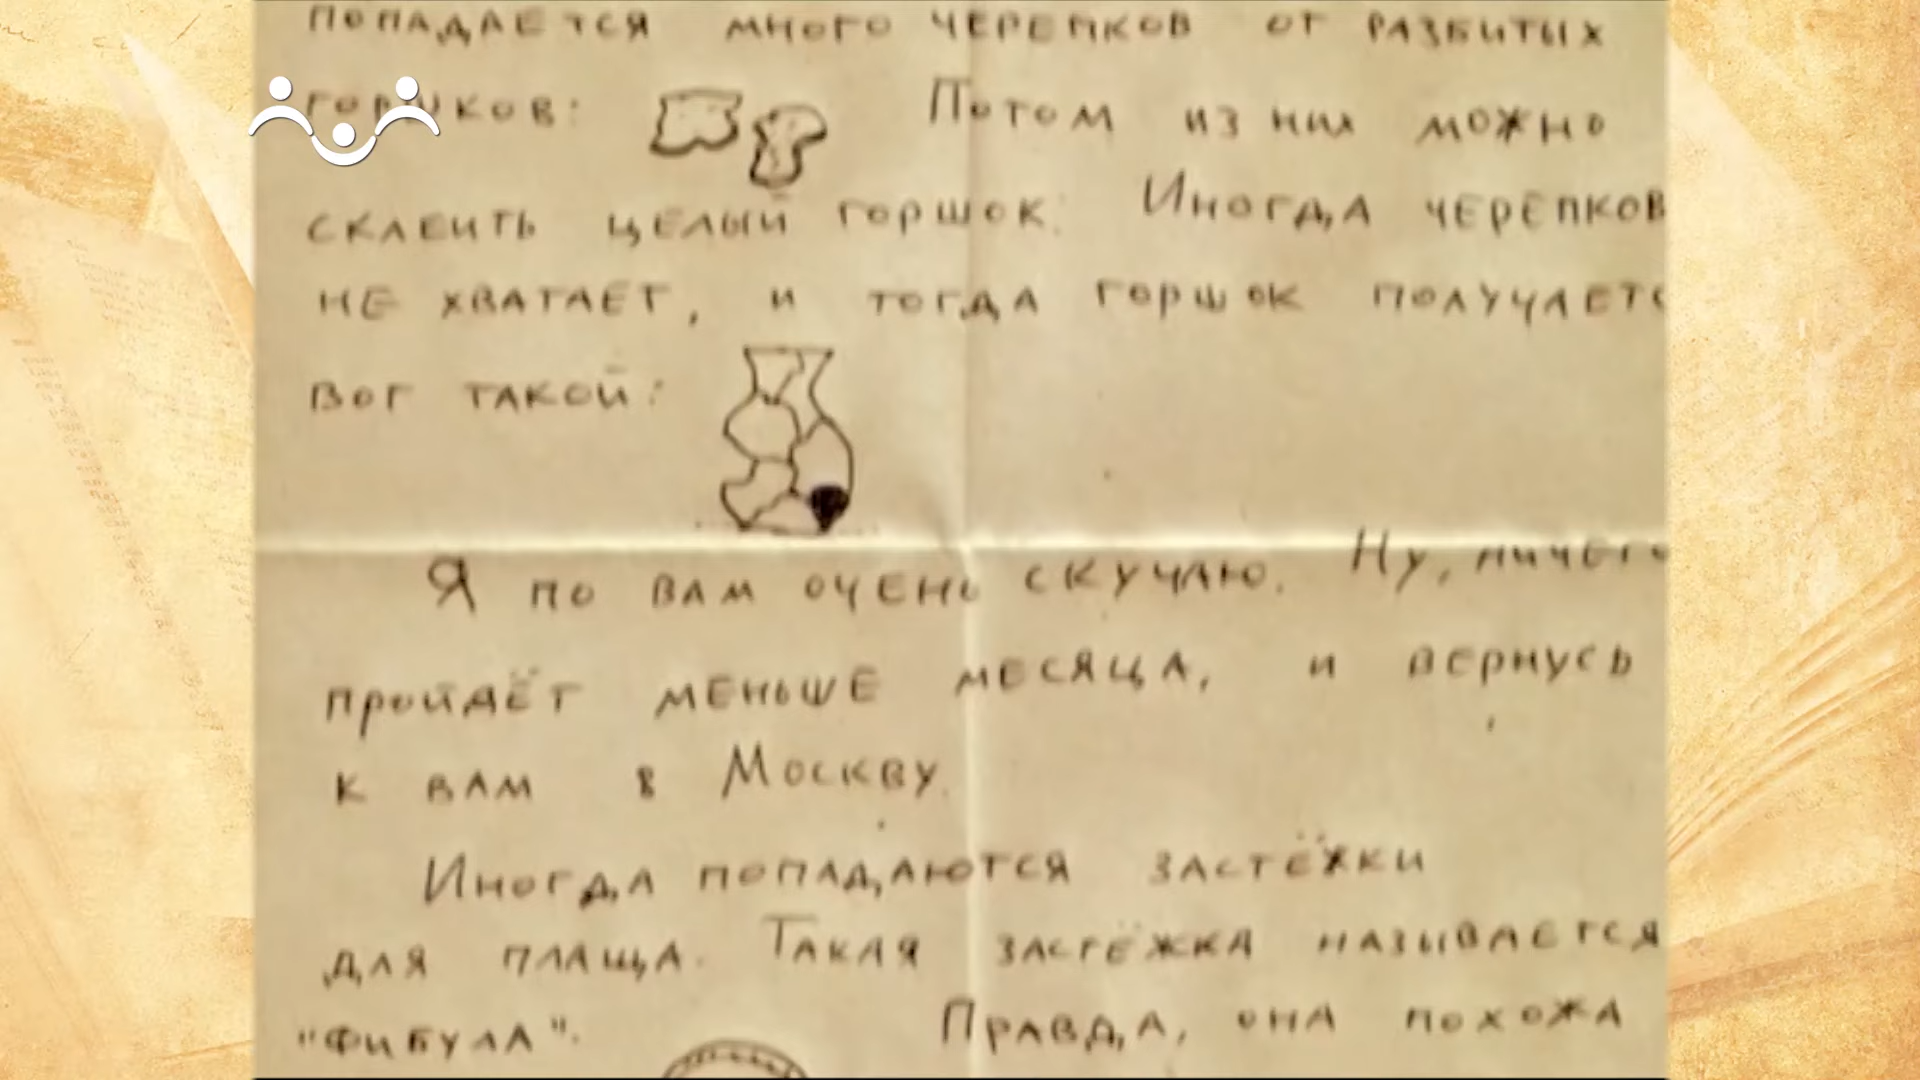 ПОПАДАЕТСЯ МНОГО ЧЕРЕПКОВ ОТ РАЗБИТЫХ
ГОРШКОВ: ПОТОМ ИЗ НИХ МОЖНО
СКЛЕИТЬ ЦЕЛЫЙ ГОРШОК. ИНОГДА ЧЕРЕПКОВ
НЕ ХВАТАЕТ, И ТОГДА ГОРШОК ПОЛУЧАЕТС
ВОТ ТАКОЙ:
Я ПО ВАМ ОЧЕНЬ СКУЧАЮ. НУ, НИЧЕГО
ПРОЙДЁТ МЕНЬШЕ МЕСЯЦА, И ВЕРНУСЬ
К ВАМ В МОСКВУ.
ИНОГДА ПОПАДАЮТСЯ ЗАСТЁЖКИ
ДЛЯ ПЛАЩА. ТАКАЯ ЗАСТЁЖКА НАЗЫВАЕТСЯ
"ФИБУЛА". ПРАВДА, ОНА ПОХОЖА